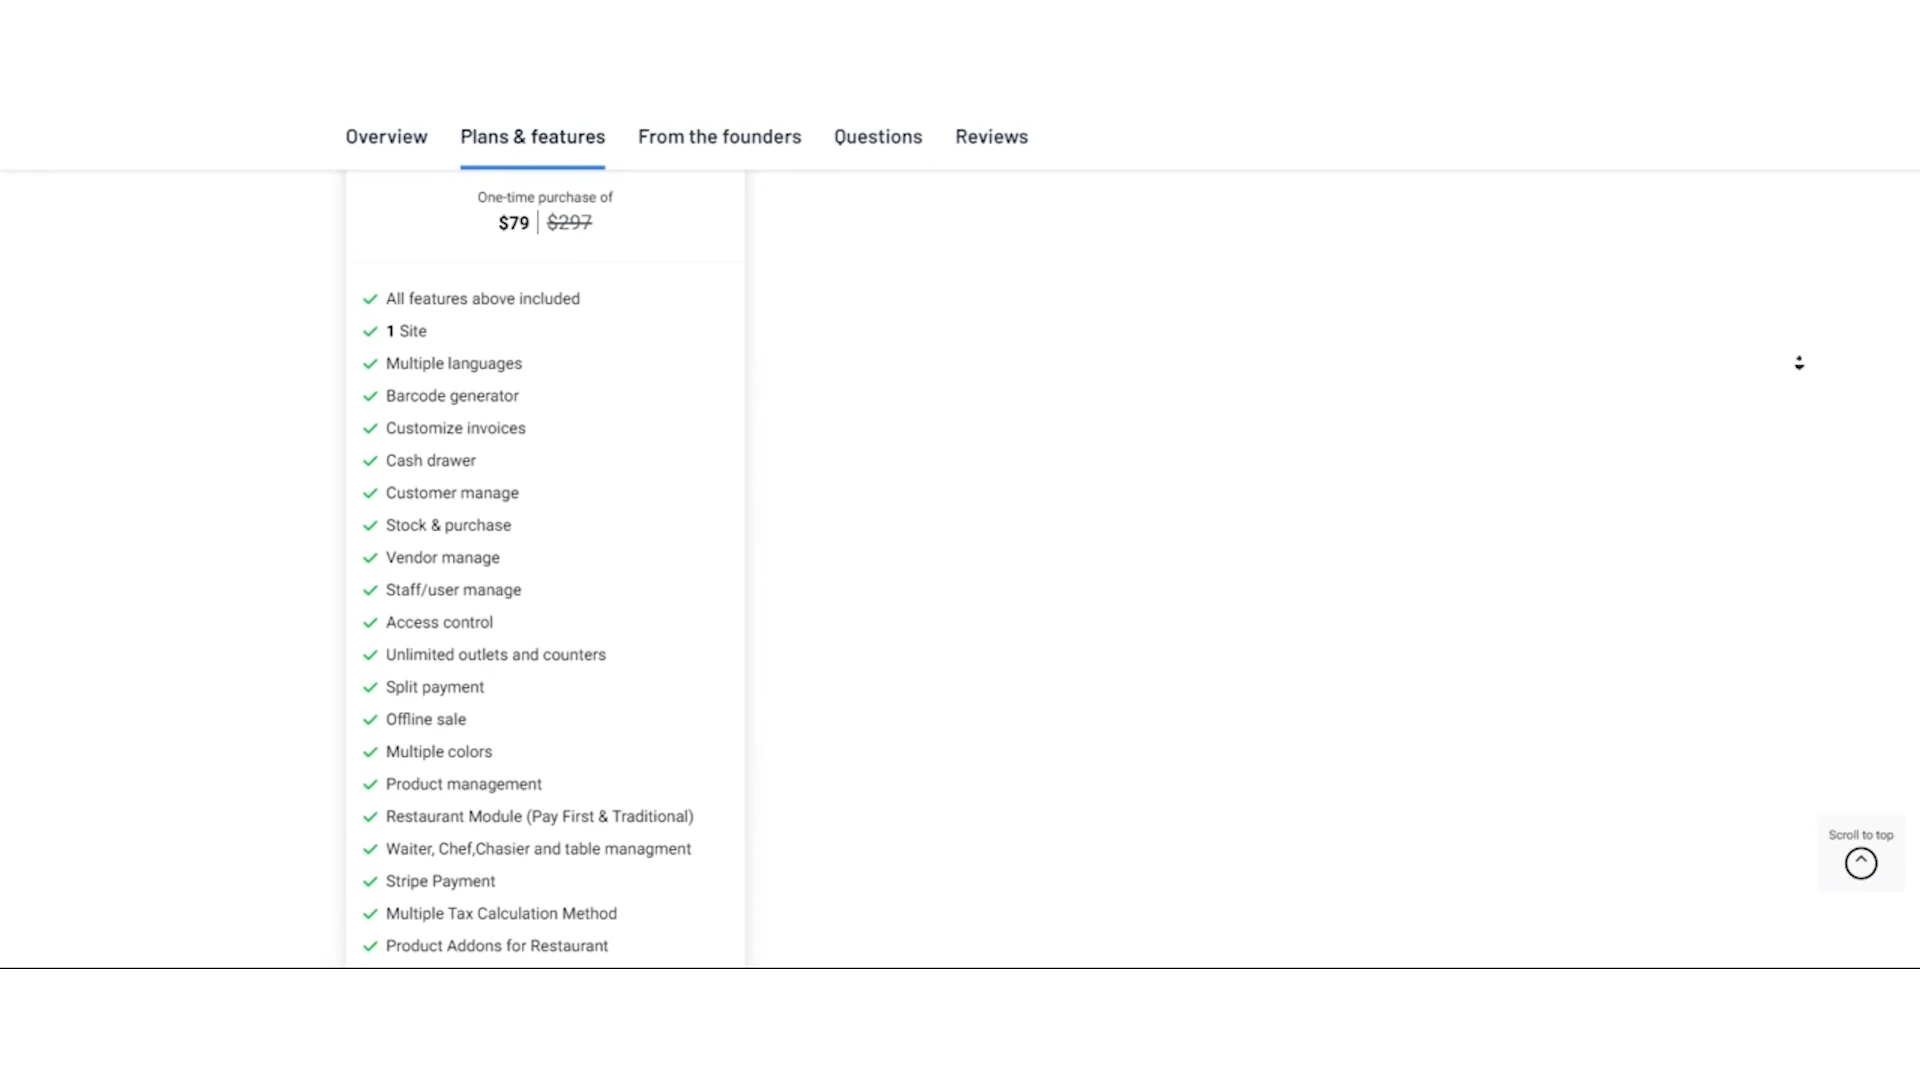 Overview Plans & features From the founders Questions Reviews
One-time purchase of
$79 $297
All features above included
1 Site
Multiple languages
Barcode generator
Customize invoices
Cash drawer
Customer manage
Stock & purchase
Vendor manage
Staff/user manage
Access control
Unlimited outlets and counters
Split payment
Offline sale
Multiple colors
Product management
Restaurant Module (Pay First & Traditional)
Waiter, Chef,Chasier and table managment
Stripe Payment
Multiple Tax Calculation Method
Product Addons for Restaurant
Scroll to top